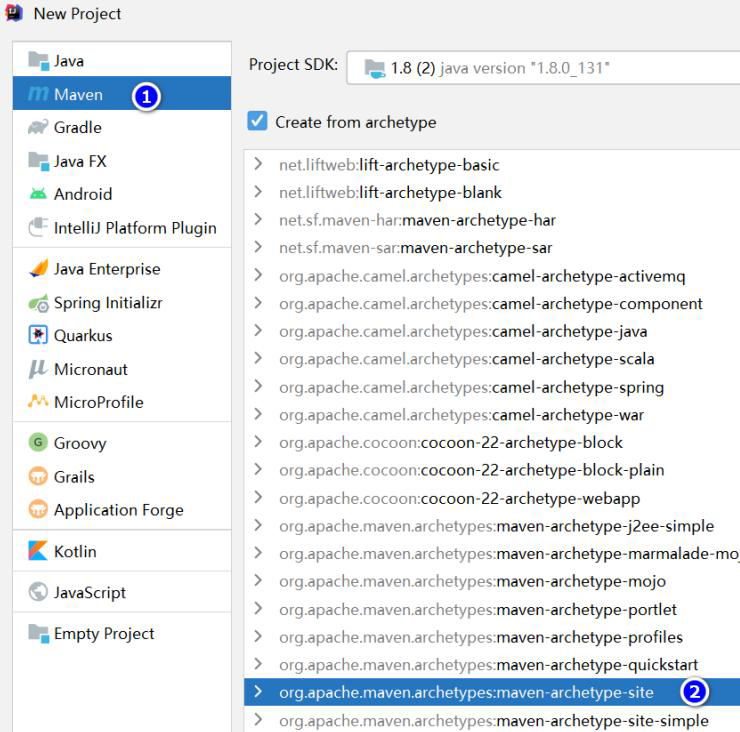 New Project
Java
Maven 1
Gradle
Java FX
Android
IntelliJ Platform Plugin
Java Enterprise
Spring Initializr
Quarkus
Micronaut
MicroProfile
Groovy
Grails
Application Forge
Kotlin
JavaScript
Empty Project
Project SDK: 1.8 (2) java version "1.8.0_131"
Create from archetype
net.liftweb:lift-archetype-basic
net.liftweb:lift-archetype-blank
net.sf.maven-har:maven-archetype-har
net.sf.maven-sar:maven-archetype-sar
org.apache.camel.archetypes:camel-archetype-activemq
org.apache.camel.archetypes:camel-archetype-component
org.apache.camel.archetypes:camel-archetype-java
org.apache.camel.archetypes:camel-archetype-scala
org.apache.camel.archetypes:camel-archetype-spring
org.apache.camel.archetypes:camel-archetype-war
org.apache.cocoon:cocoon-22-archetype-block
org.apache.cocoon:cocoon-22-archetype-block-plain
org.apache.cocoon:cocoon-22-archetype-webapp
org.apache.maven.archetypes:maven-archetype-j2ee-simple
org.apache.maven.archetypes:maven-archetype-marmalade-mo
org.apache.maven.archetypes:maven-archetype-mojo
org.apache.maven.archetypes:maven-archetype-portlet
org.apache.maven.archetypes:maven-archetype-profiles
org.apache.maven.archetypes:maven-archetype-quickstart
org.apache.maven.archetypes:maven-archetype-site 2
org.apache.maven.archetypes:maven-archetype-site-simple